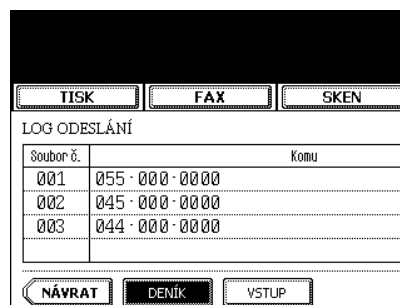 TISK FAX SKEN
LOG ODESLÁNÍ
Soubor č. Komu
001 055-000-0000
002 045-000-0000
003 044-000-0000
NÁVRAT DENÍK VSTUP